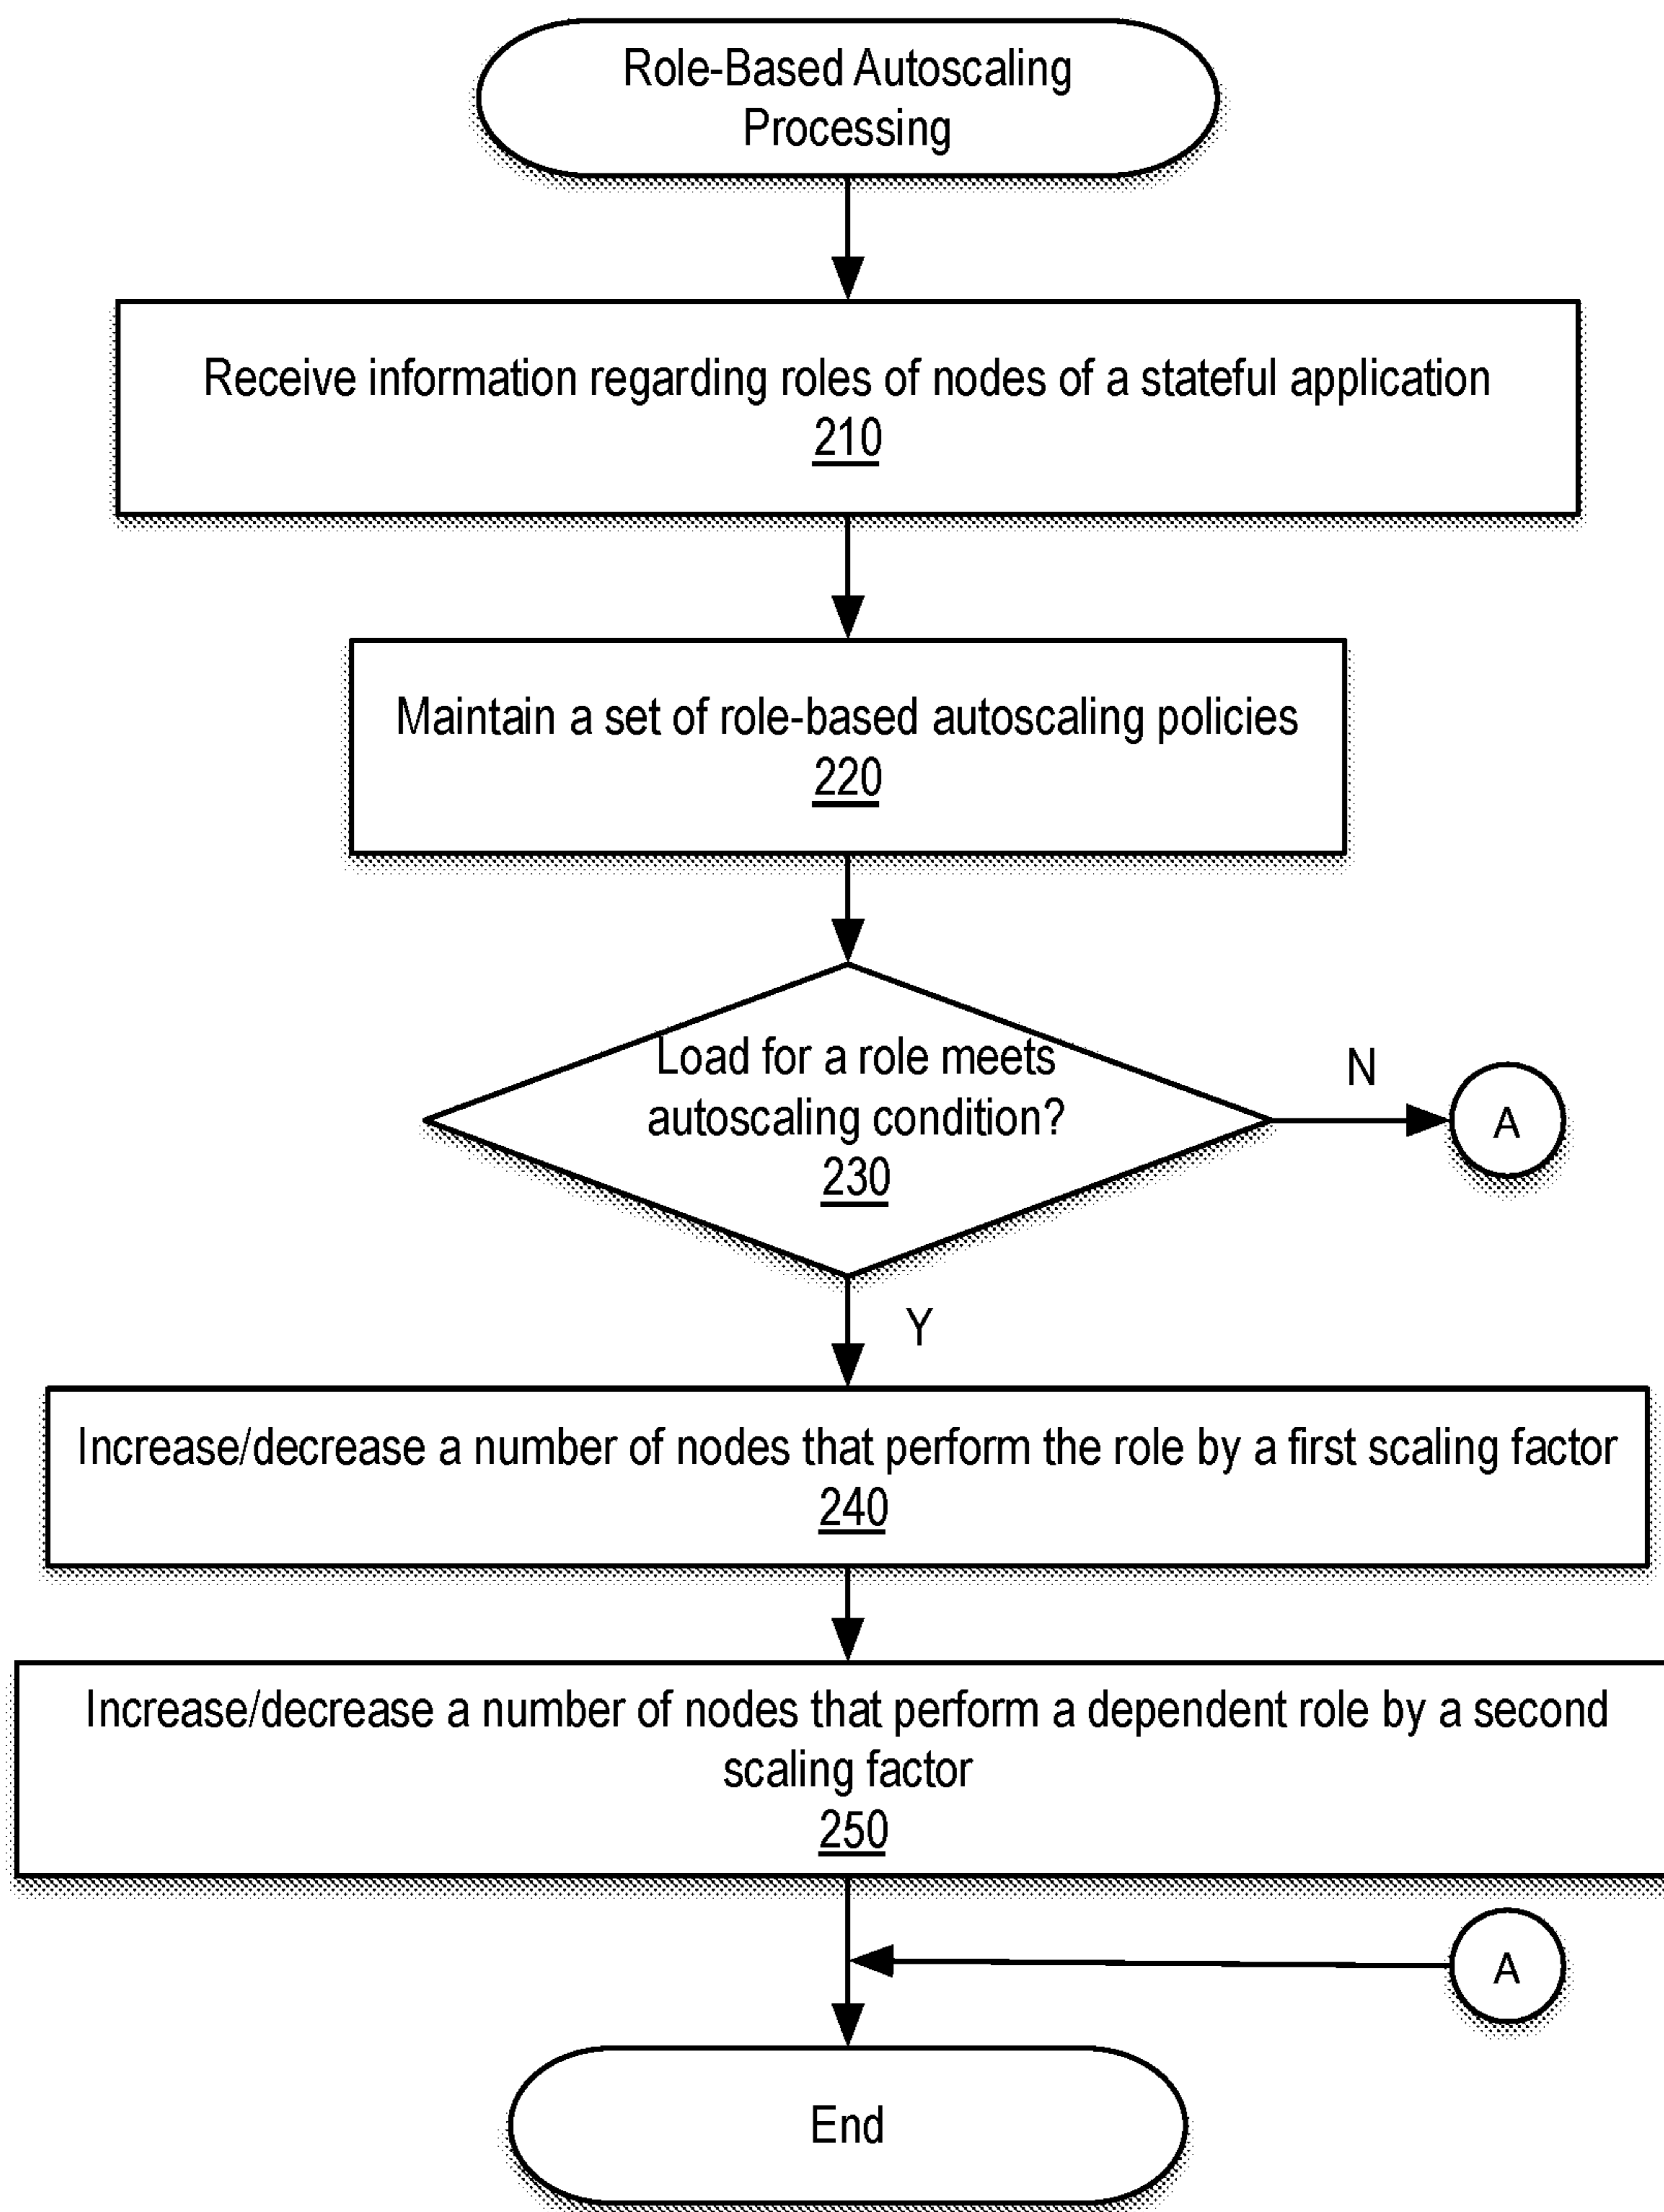 Role-Based Autoscaling
Processing
Receive information regarding roles of nodes of a stateful application
210
Maintain a set of role-based autoscaling policies
220
Load for a role meets
autoscaling condition?
230
N
A
Y
Increase/decrease a number of nodes that perform the role by a first scaling factor
240
Increase/decrease a number of nodes that perform a dependent role by a second
scaling factor
250
A
End